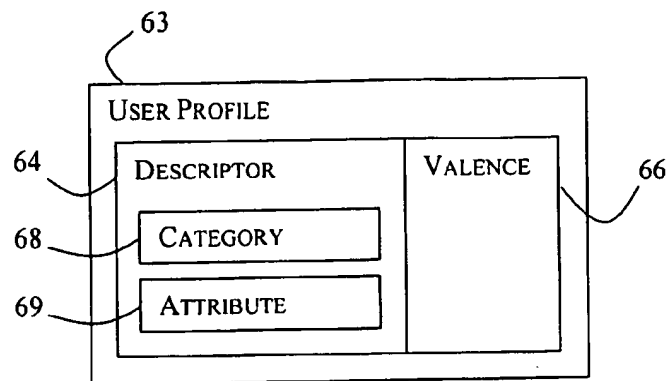 63
USER PROFILE
64
DESCRIPTOR
VALENCE
66
68
CATEGORY
69
ATTRIBUTE